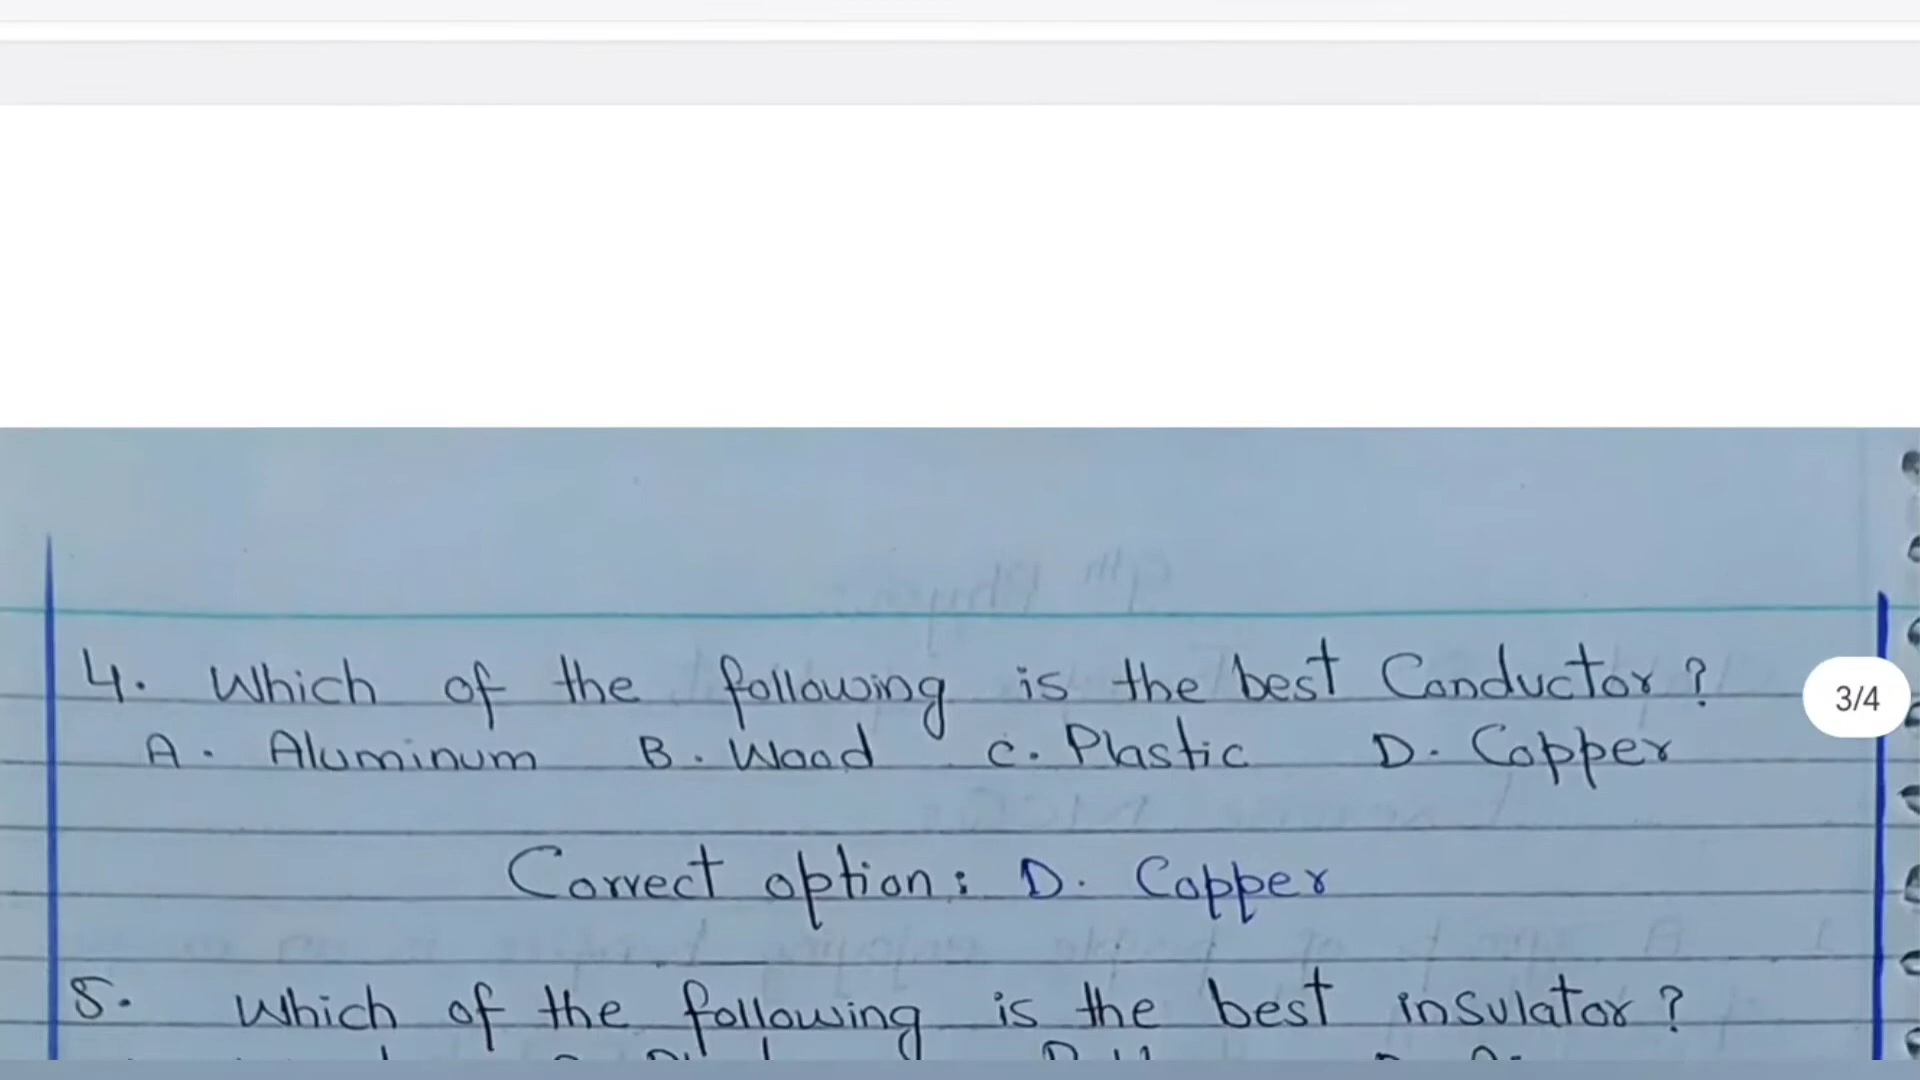 4. Which of the following is the best Conductor?
A. Aluminum B. Wood C. Plastic D. Copper
3/4
Correct option: D. Copper
5. Which of the following is the best insulator?